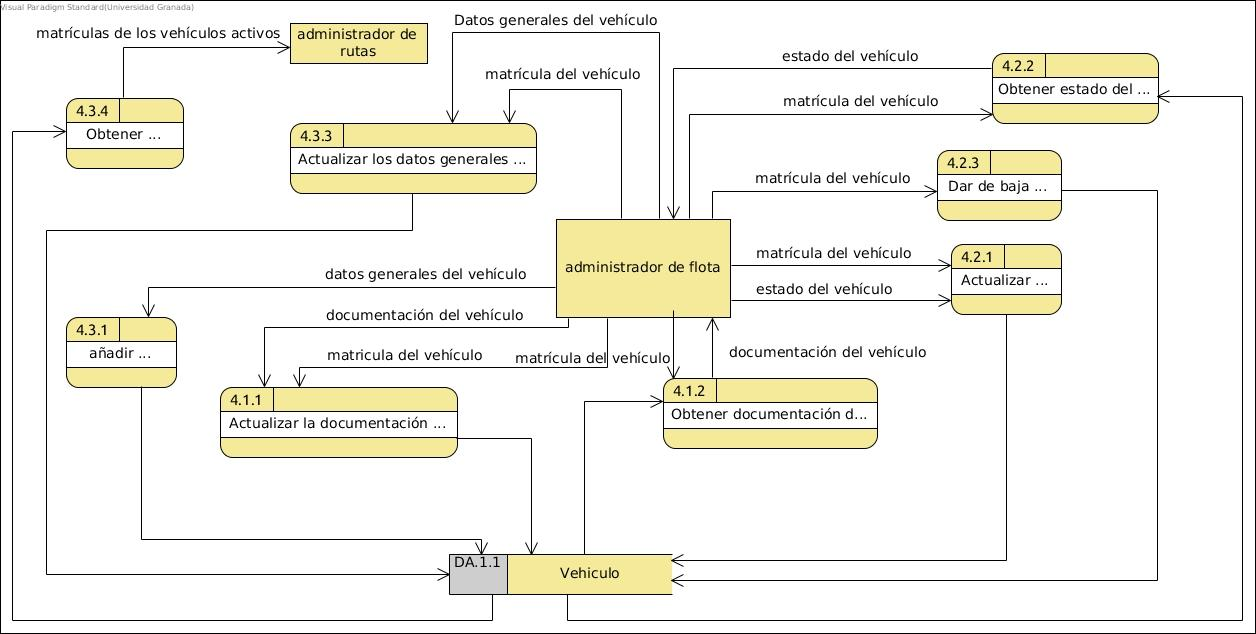 Visual Paradigm Standard(Universidad Granada)
Datos generales del vehículo
matrículas de los vehículos activos
administrador de
rutas
estado del vehículo
4.2.2
Obtener estado del ...
matrícula del vehículo
matrícula del vehículo
4.3.4
Obtener ...
4.3.3
Actualizar los datos generales ...
4.2.3
Dar de baja ...
matrícula del vehículo
administrador de flota
matrícula del vehículo
4.2.1
Actualizar ...
estado del vehículo
datos generales del vehículo
documentación del vehículo
4.3.1
añadir ...
matricula del vehículo
matrícula del vehículo
documentación del vehículo
4.1.1
Actualizar la documentación ...
4.1.2
Obtener documentación d...
DA.1.1
Vehiculo